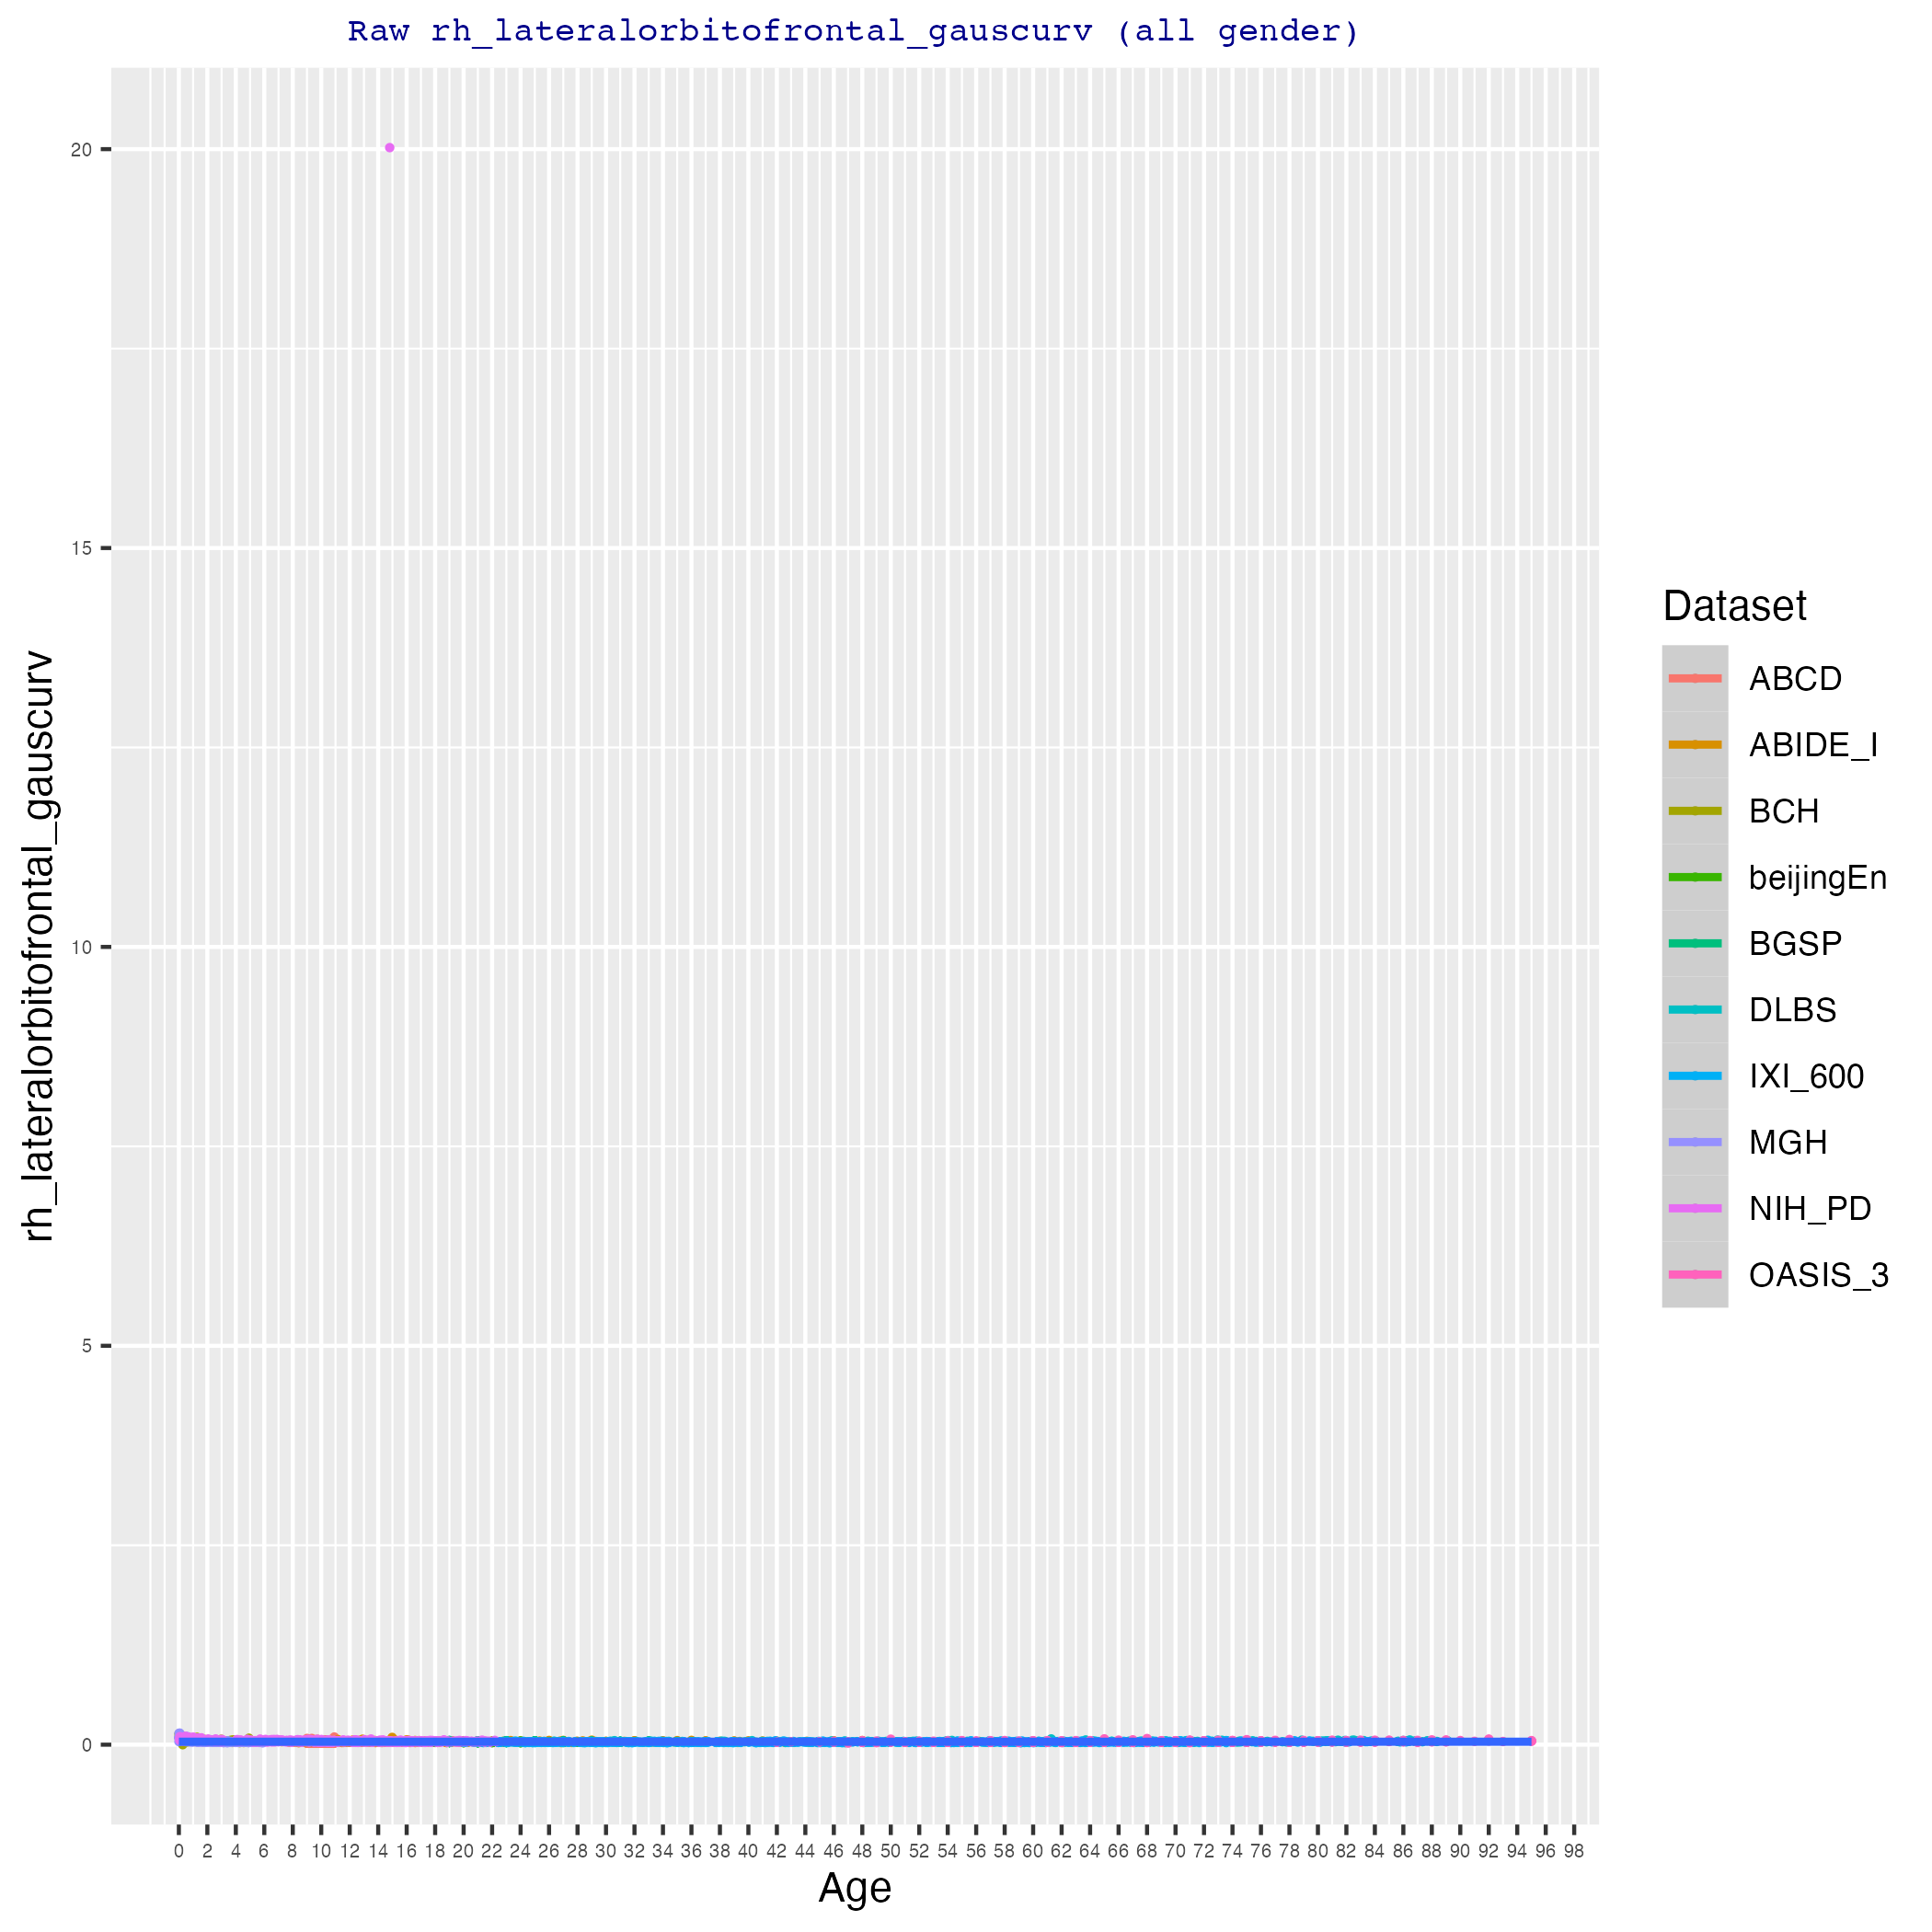 Raw rh_lateralorbitofrontal_gauscurv (all gender)
rh_lateralorbitofrontal_gauscurv
20
15
10
5
0
0 2 4 6 8 10 12 14 16 18 20 22 24 26 28 30 32 34 36 38 40 42 44 46 48 50 52 54 56 58 60 62 64 66 68 70 72 74 76 78 80 82 84 86 88 90 92 94 96 98
Age
Dataset
ABCD
ABIDE_I
BCH
beijingEn
BGSP
DLBS
IXI_600
MGH
NIH_PD
OASIS_3